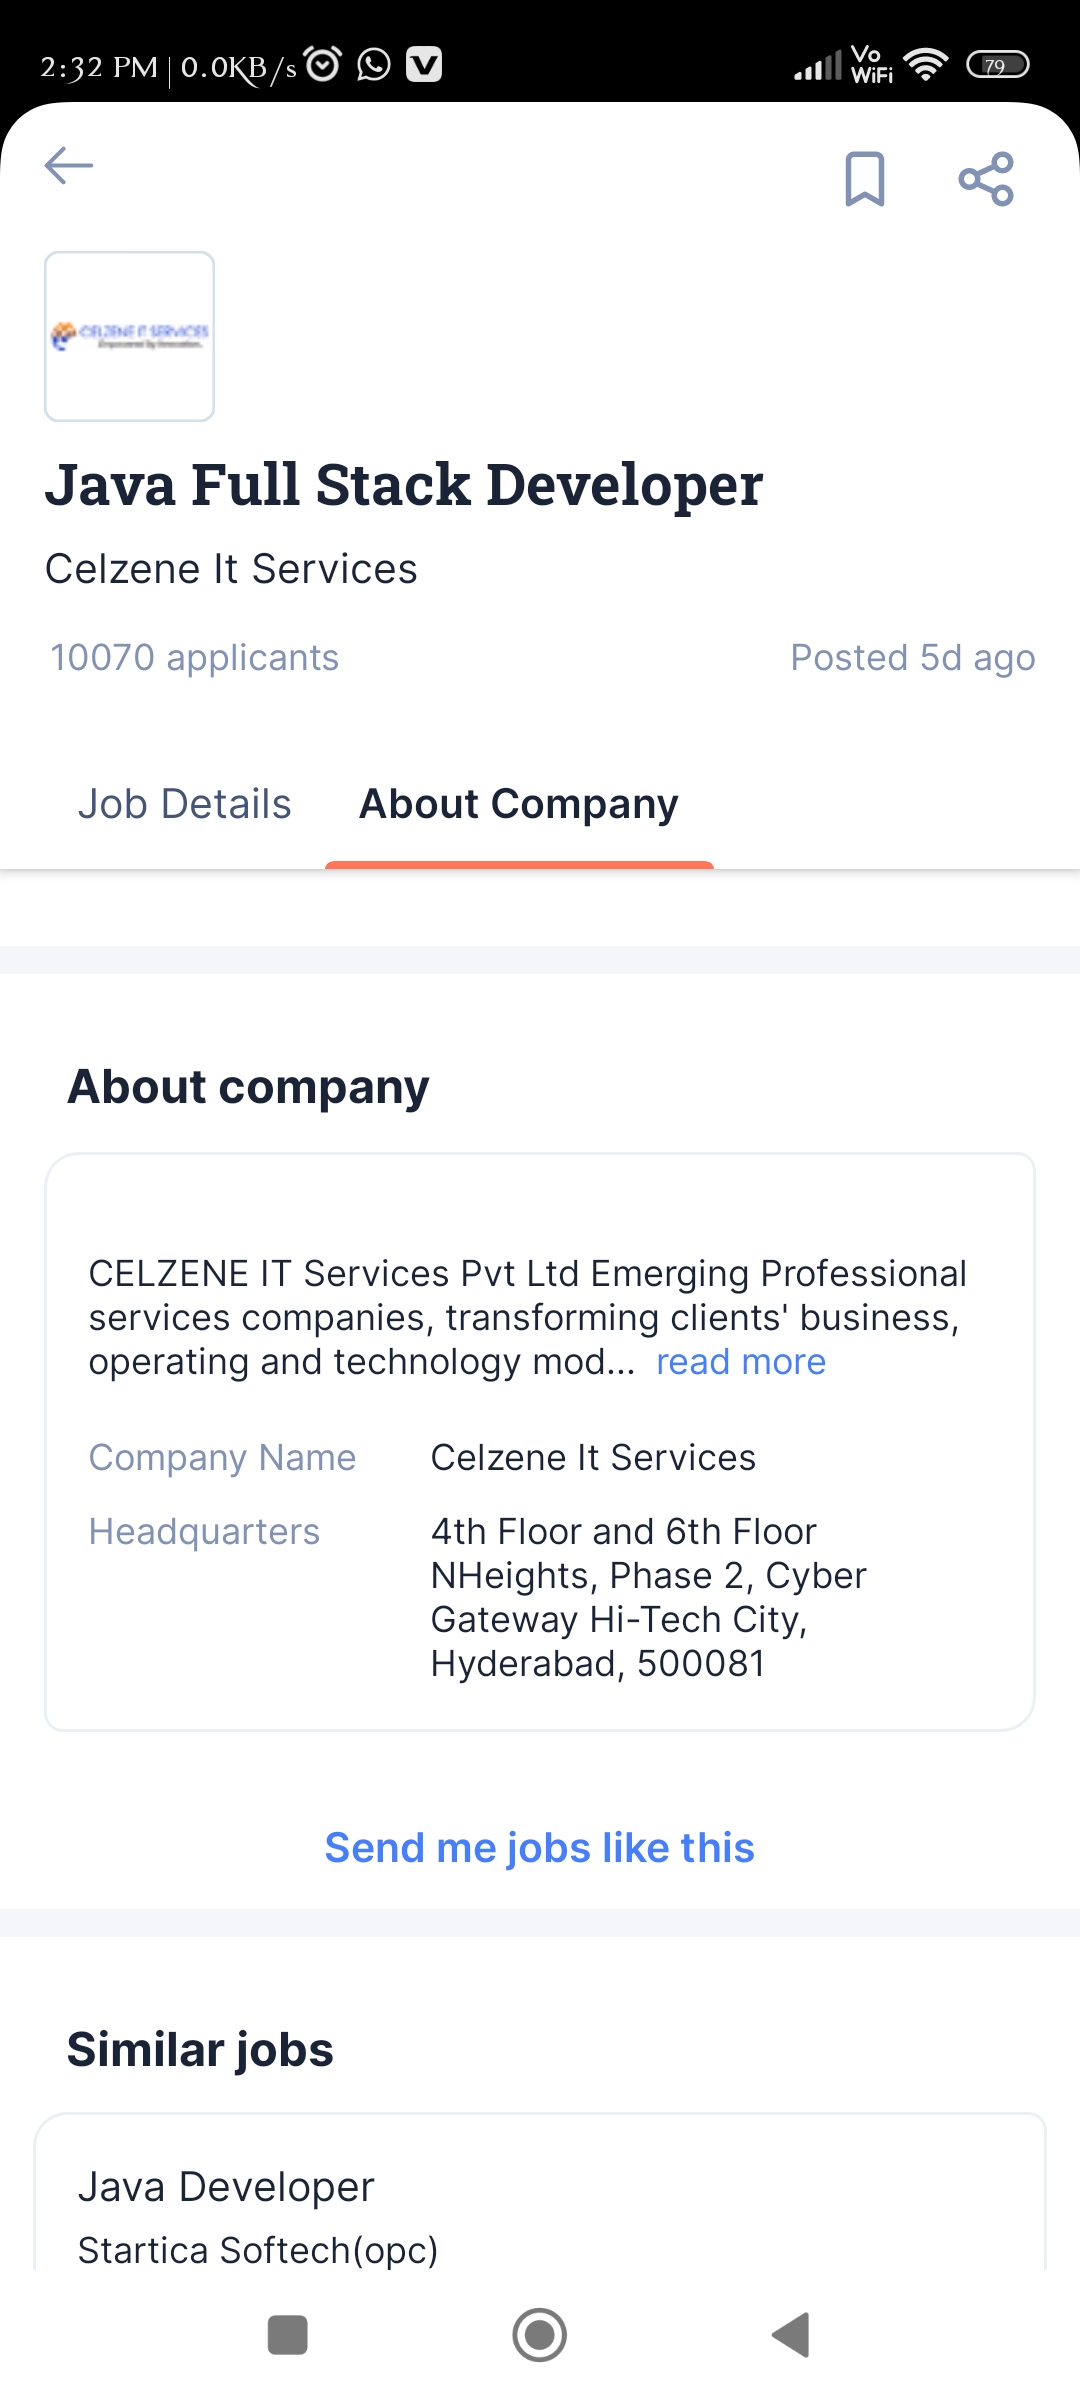 2:32 PM | 0.0KB/s
Vo
WiFi
79
CELZENE IT SERVICES
Empowered by Innovation.
Java Full Stack Developer
Celzene It Services
10070 applicants
Posted 5d ago
Job Details
About Company
About company
CELZENE IT Services Pvt Ltd Emerging Professional
services companies, transforming clients' business,
operating and technology mod... read more
Company Name
Celzene It Services
Headquarters
4th Floor and 6th Floor
NHeights, Phase 2, Cyber
Gateway Hi-Tech City,
Hyderabad, 500081
Send me jobs like this
Similar jobs
Java Developer
Startica Softech(opc)